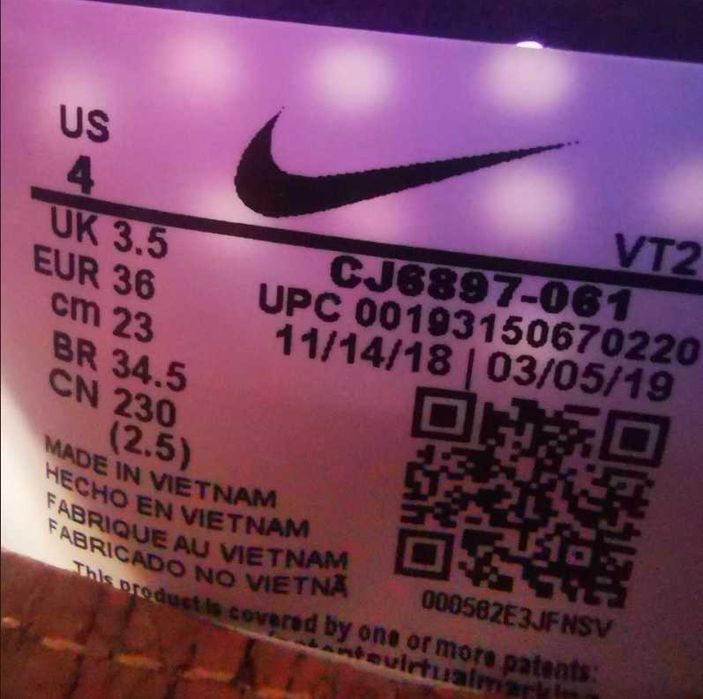 US
4
UK 3.5
EUR 36
cm 23
BR 34.5
CN 230
(2.5)
VT2
CJ6897-061
UPC 00193150670220
11/14/18 | 03/05/19
MADE IN VIETNAM
HECHO EN VIETNAM
FABRIQUE AU VIETNAM
FABRICADO NO VIETNÃ
000582E3JFNSV
This product is covered by one or more patents: